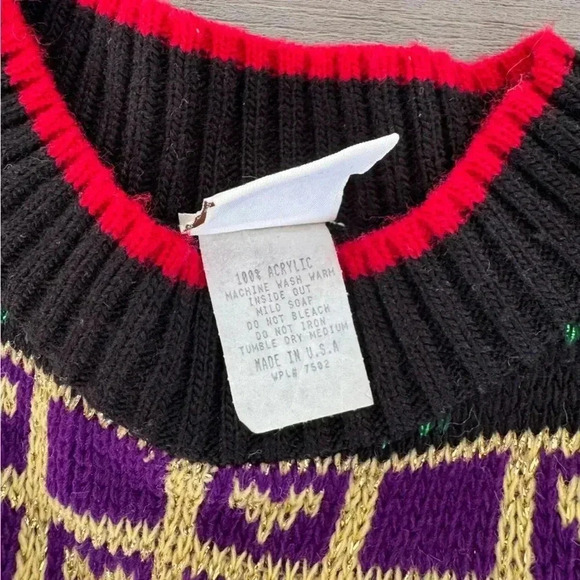 100% ACRYLIC
MACHINE WASH WARM
INSIDE OUT
MILD SOAP
DO NOT BLEACH
DO NOT IRON
TUMBLE DRY MEDIUM
MADE IN U.S.A
WPL# 7502